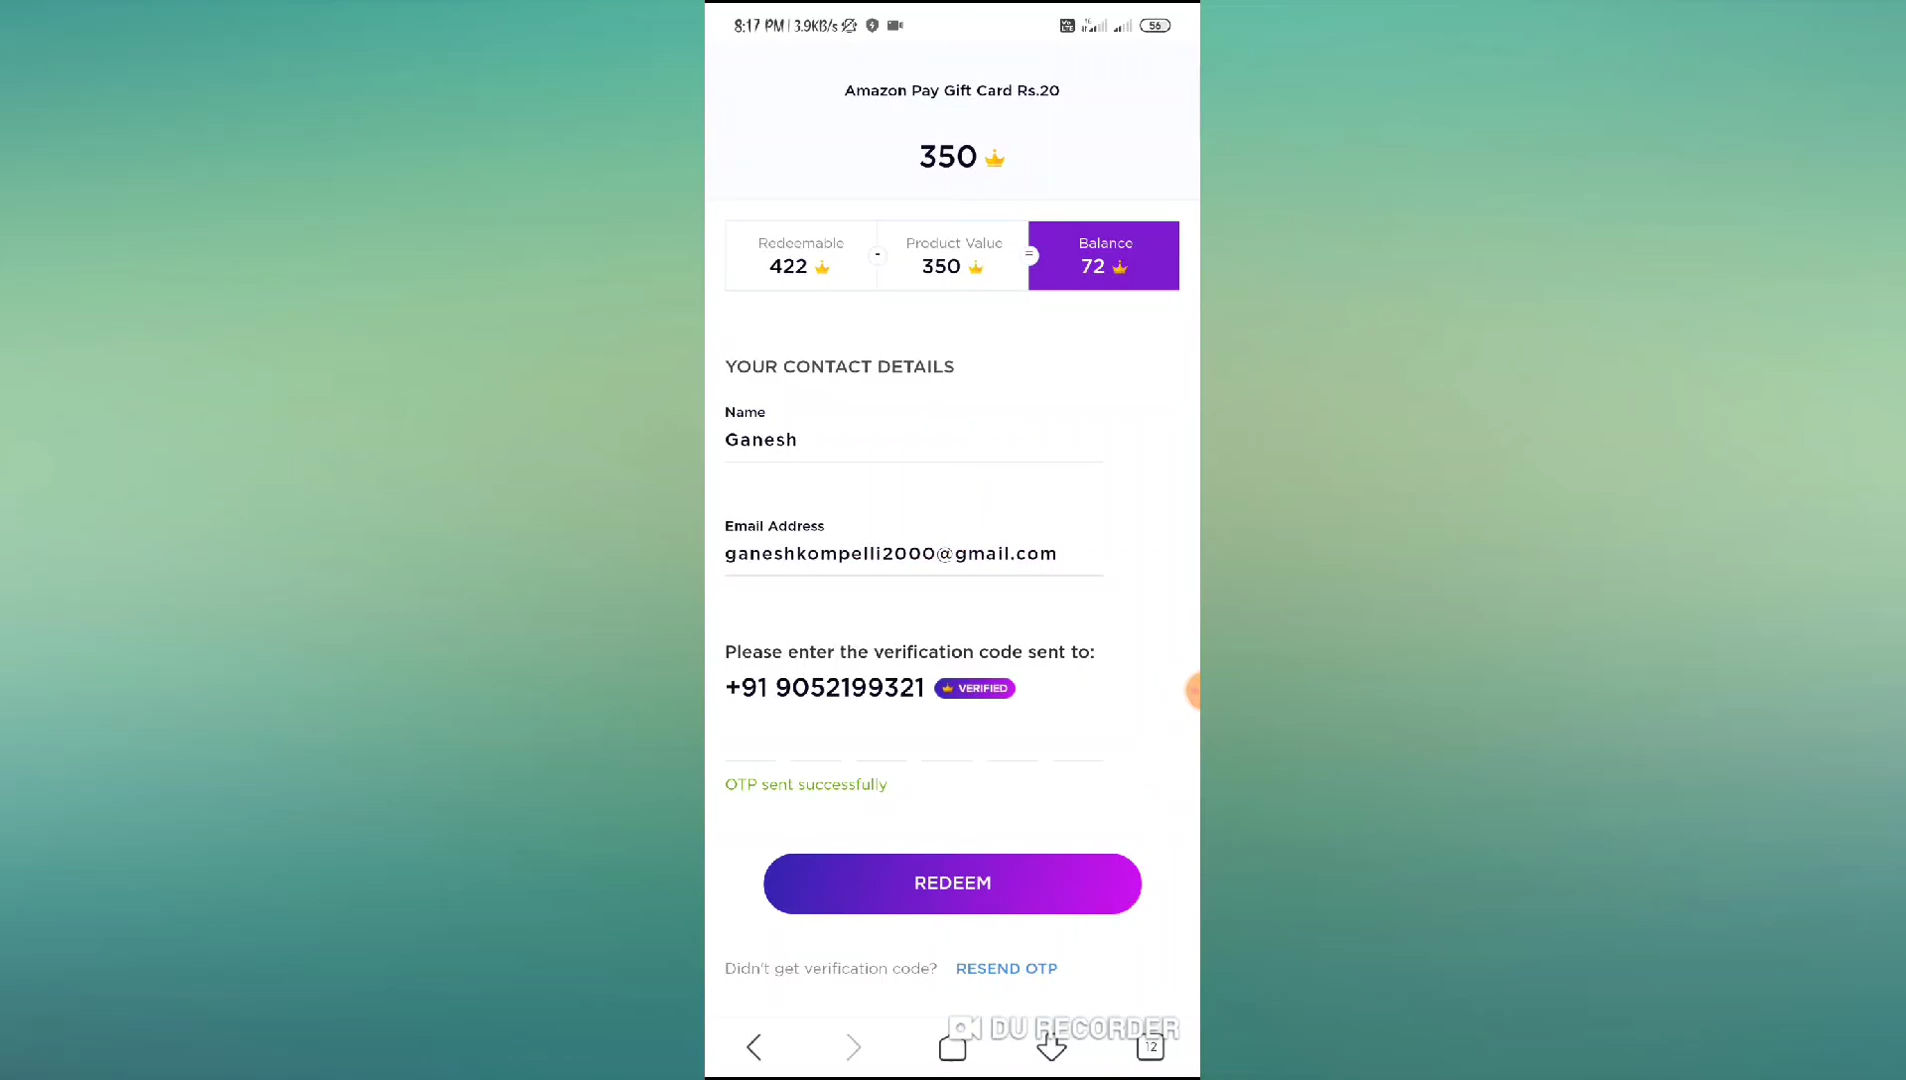 8:17 PM | 3.9KB/s
56
Amazon Pay Gift Card Rs.20
350
Redeemable
422
-
Product Value
350
=
Balance
72
YOUR CONTACT DETAILS
Name
Ganesh
Email Address
ganeshkompelli2000@gmail.com
Please enter the verification code sent to:
+91 9052199321 VERIFIED
OTP sent successfully
REDEEM
Didn't get verification code? RESEND OTP
DU RECORDER
12